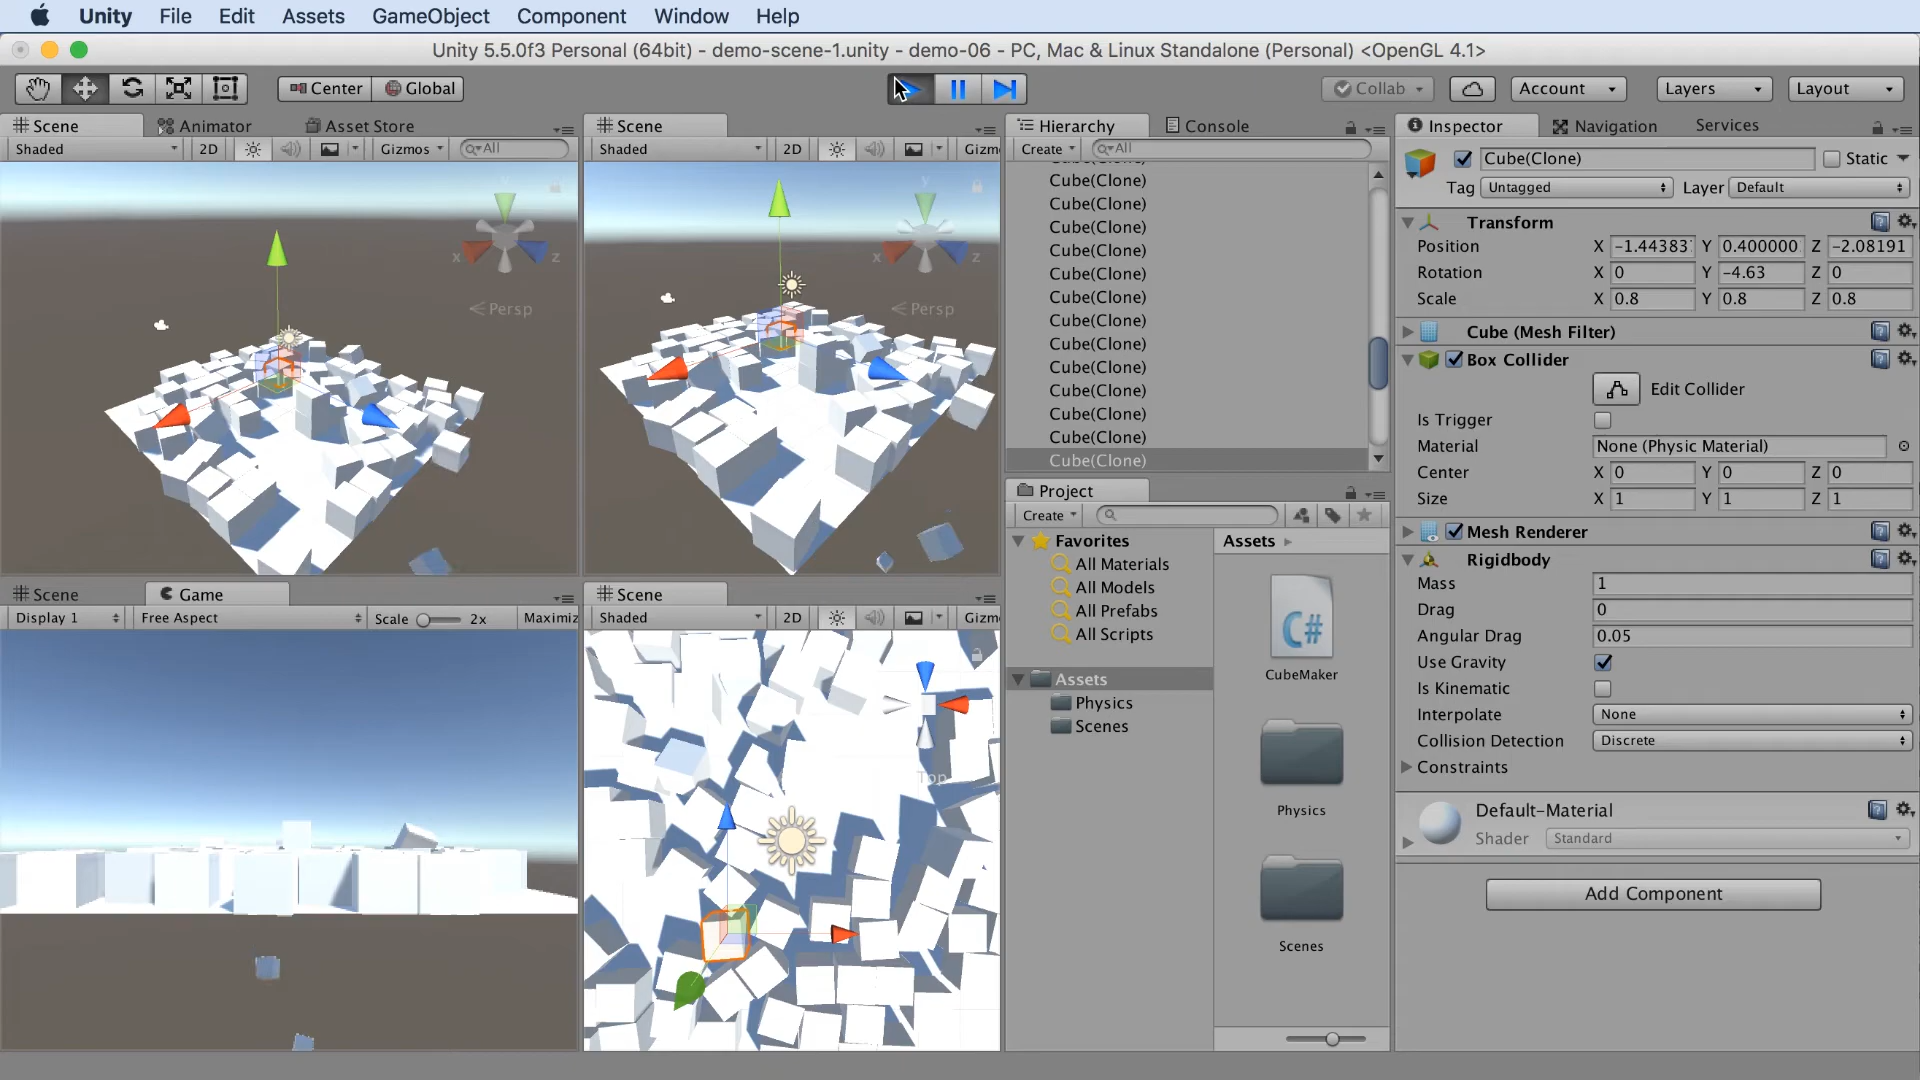 Unity File Edit Assets GameObject Component Window Help
Unity 5.5.0f3 Personal (64bit) - demo-scene-1.unity - demo-06 - PC, Mac & Linux Standalone (Personal) <OpenGL 4.1>
Center Global Collab Account Layers Layout
Scene Animator Asset Store
Shaded 2D Gizmos All
y
x z
Persp
Scene
Shaded 2D Gizm
y
x z
Persp
Scene Game
Display 1 Free Aspect Scale 2x Maximiz
Scene
Shaded 2D Gizm
Top
Hierarchy Console
Create All
Cube(Clone)
Cube(Clone)
Cube(Clone)
Cube(Clone)
Cube(Clone)
Cube(Clone)
Cube(Clone)
Cube(Clone)
Cube(Clone)
Cube(Clone)
Cube(Clone)
Cube(Clone)
Cube(Clone)
Cube(Clone)
Project
Create
Favorites
All Materials
All Models
All Prefabs
All Scripts
Assets
Physics
Scenes
Assets
C#
CubeMaker
Physics
Scenes
Inspector Navigation Services
Cube(Clone) Static
Tag Untagged Layer Default
Transform
Position X -1.44383 Y 0.400000 Z -2.08191
Rotation X 0 Y -4.63 Z 0
Scale X 0.8 Y 0.8 Z 0.8
Cube (Mesh Filter)
Box Collider
Edit Collider
Is Trigger
Material None (Physic Material)
Center X 0 Y 0 Z 0
Size X 1 Y 1 Z 1
Mesh Renderer
Rigidbody
Mass 1
Drag 0
Angular Drag 0.05
Use Gravity
Is Kinematic
Interpolate None
Collision Detection Discrete
Constraints
Default-Material
Shader Standard
Add Component